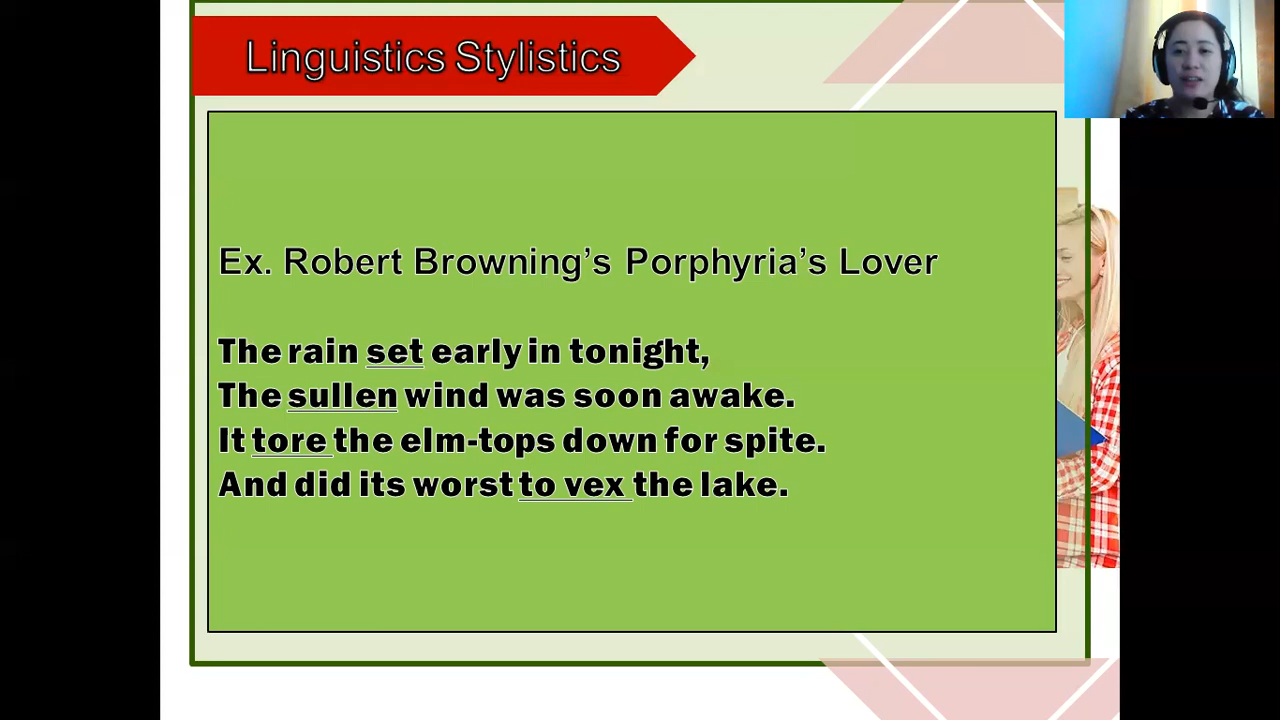 Linguistics Stylistics
Ex. Robert Browning’s Porphyria’s Lover
The rain set early in tonight,
The sullen wind was soon awake.
It tore the elm-tops down for spite.
And did its worst to vex the lake.